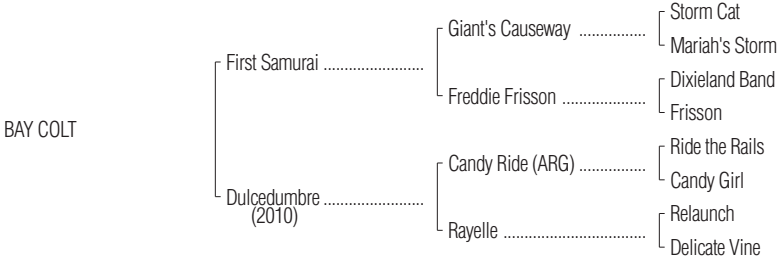 Storm Cat
Giant's Causeway ................
Mariah's Storm
First Samurai ........................
Dixieland Band
Freddie Frisson ....................
Frisson
BAY COLT
Ride the Rails
Candy Ride (ARG) ................
Candy Girl
Dulcedumbre ........................
(2010)
Relaunch
Rayelle ..................................
Delicate Vine